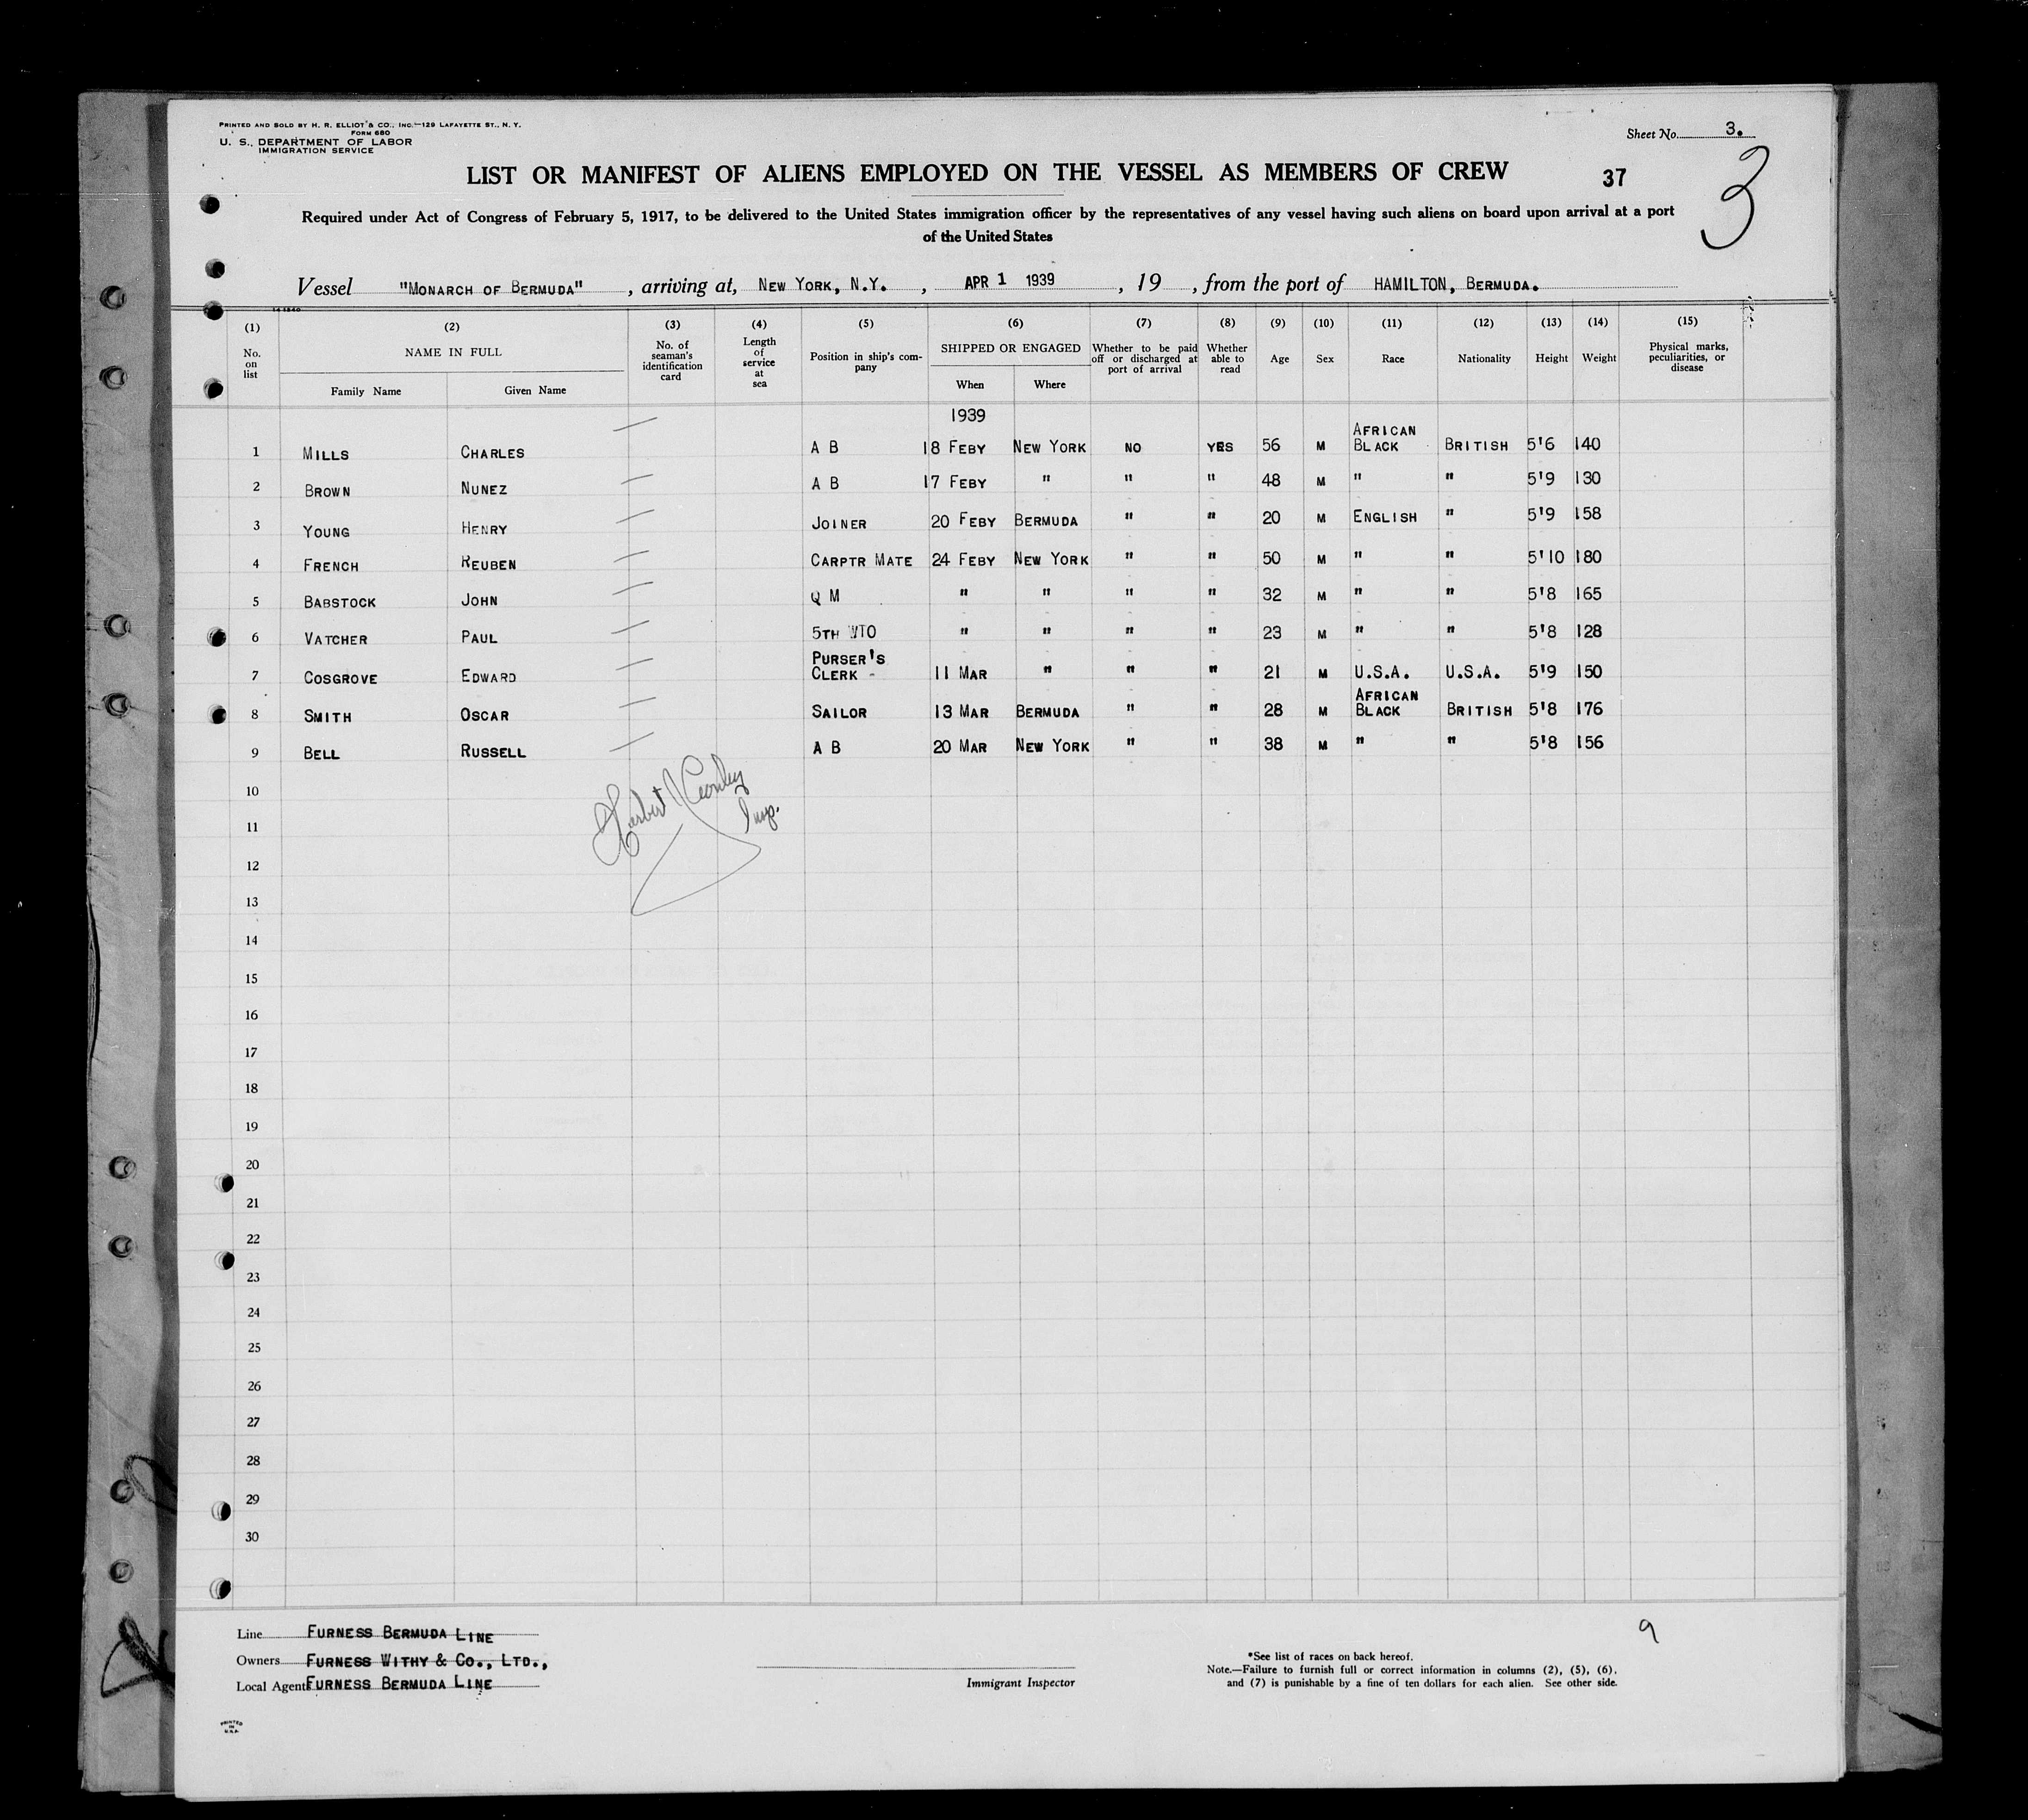 PRINTED AND SOLD BY H. R. ELLIOT & CO., INC.—129 LAFAYETTE ST., N. Y.
FORM 680
U. S. DEPARTMENT OF LABOR
IMMIGRATION SERVICE
Sheet No. 3.
3
LIST OR MANIFEST OF ALIENS EMPLOYED ON THE VESSEL AS MEMBERS OF CREW
37
Required under Act of Congress of February 5, 1917, to be delivered to the United States immigration officer by the representatives of any vessel having such aliens on board upon arrival at a port
of the United States
Vessel "MONARCH OF BERMUDA" , arriving at, NEW YORK, N.Y. , APR 1 1939 , 19 , from the port of HAMILTON, BERMUDA.
(1) (2) (3) (4) (5) (6) (7) (8) (9) (10) (11) (12) (13) (14) (15)
No. on list
NAME IN FULL
Family Name Given Name
No. of seaman's identification card
Length of service at sea
Position in ship's company
SHIPPED OR ENGAGED
When Where
Whether to be paid off or discharged at port of arrival
Whether able to read
Age Sex Race Nationality Height Weight
Physical marks, peculiarities, or disease
1939
1 MILLS CHARLES A B 18 FEBY NEW YORK NO YES 56 M AFRICAN BLACK BRITISH 5'6 140
2 BROWN NUNEZ A B 17 FEBY " " " 48 M " " 5'9 130
3 YOUNG HENRY JOINER 20 FEBY BERMUDA " " 20 M ENGLISH " 5'9 158
4 FRENCH REUBEN CARPTR MATE 24 FEBY NEW YORK " " 50 M " " 5'10 180
5 BABSTOCK JOHN Q M " " " " 32 M " " 5'8 165
6 VATCHER PAUL 5TH WTO " " " " 23 M " " 5'8 128
7 COSGROVE EDWARD PURSER'S CLERK - 11 MAR " " " 21 M U.S.A. U.S.A. 5'9 150
8 SMITH OSCAR SAILOR 13 MAR BERMUDA " " 28 M AFRICAN BLACK BRITISH 5'8 176
9 BELL RUSSELL A B 20 MAR NEW YORK " " 38 M " " 5'8 156
10
11
12
13
14
15
16
17
18
19
20
21
22
23
24
25
26
27
28
29
30
9
Line FURNESS BERMUDA LINE
Owners FURNESS WITHY & CO., LTD.,
Local Agents FURNESS BERMUDA LINE
Immigrant Inspector
*See list of races on back hereof.
Note.—Failure to furnish full or correct information in columns (2), (5), (6),
and (7) is punishable by a fine of ten dollars for each alien. See other side.
PRINTED
IN
U.S.A.